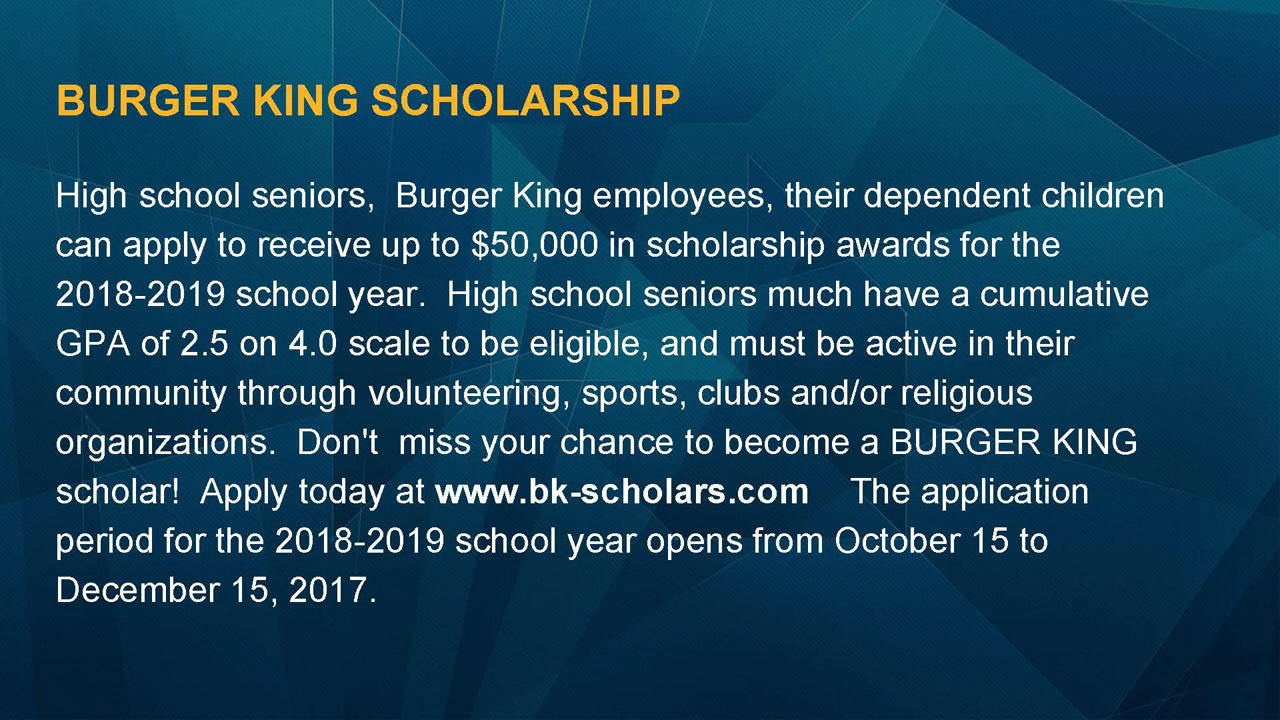 BURGER KING SCHOLARSHIP
High school seniors,  Burger King employees, their dependent children
can apply to receive up to $50,000 in scholarship awards for the
2018-2019 school year.  High school seniors much have a cumulative
GPA of 2.5 on 4.0 scale to be eligible, and must be active in their
community through volunteering, sports, clubs and/or religious
organizations.  Don't  miss your chance to become a BURGER KING
scholar!  Apply today at www.bk-scholars.com    The application
period for the 2018-2019 school year opens from October 15 to
December 15, 2017.